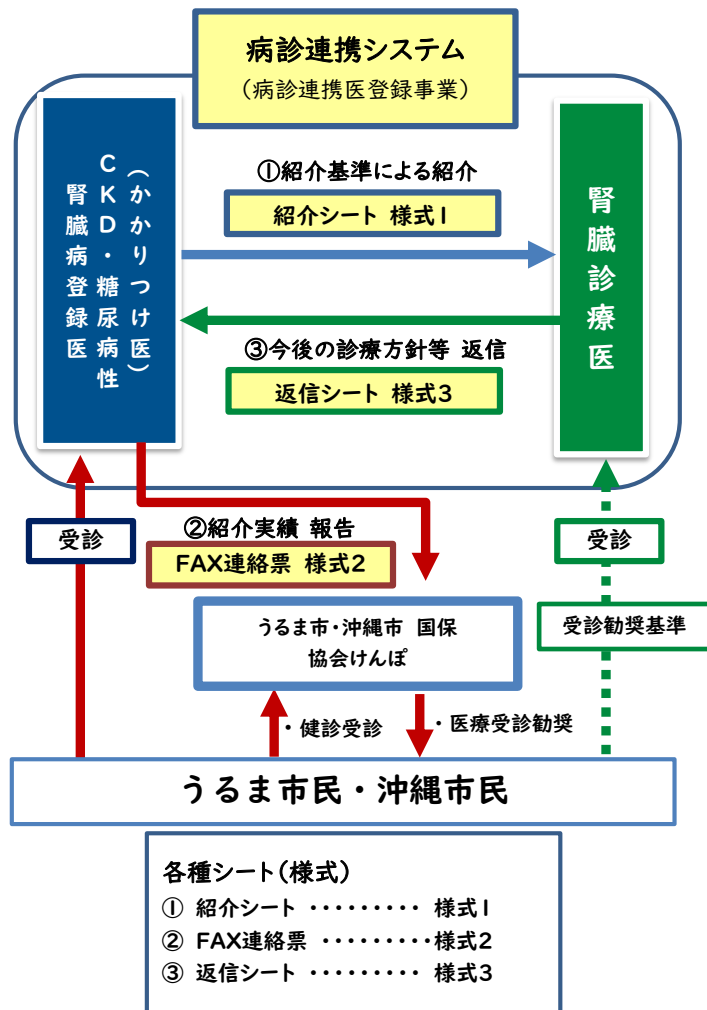 病診連携システム
（病診連携医登録事業）
（かかりつけ医）
CKD・糖尿病性
腎臓病登録医
①紹介基準による紹介
紹介シート 様式1
腎臓診療医
③今後の診療方針等 返信
返信シート 様式3
受診
②紹介実績 報告
FAX連絡票 様式2
受診
うるま市・沖縄市 国保
協会けんぽ
受診勧奨基準
・健診受診
・医療受診勧奨
うるま市民・沖縄市民
各種シート(様式)
① 紹介シート ・・・・・・・・・ 様式1
② FAX連絡票 ・・・・・・・・・様式2
③ 返信シート ・・・・・・・・・ 様式3